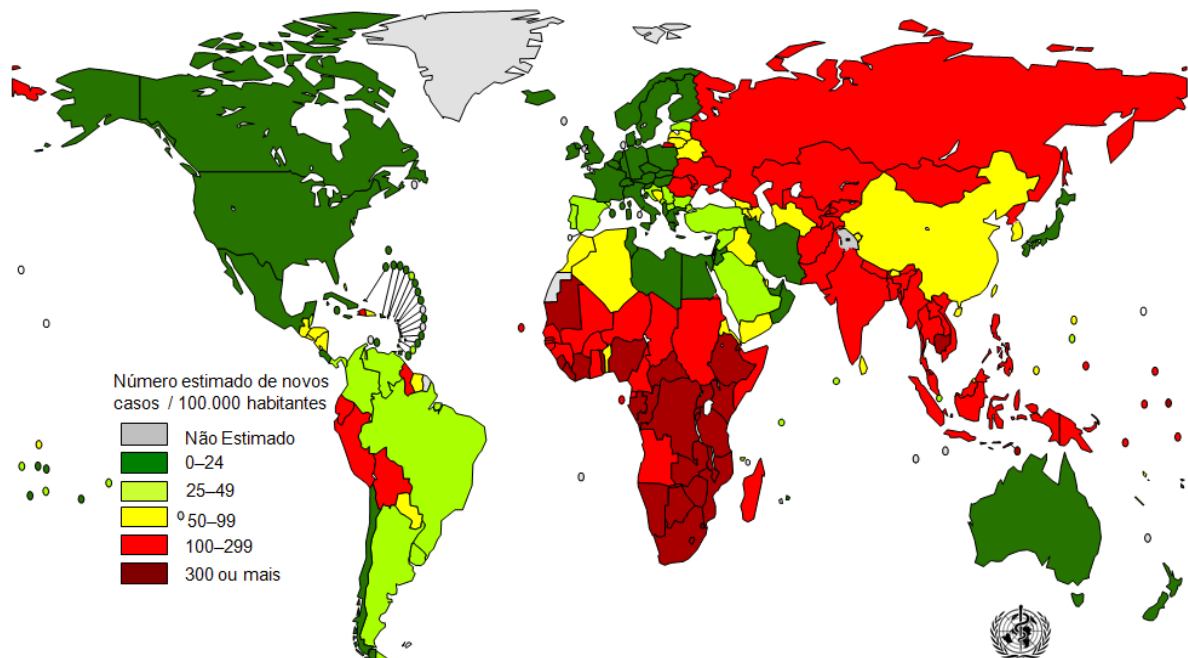 Número estimado de novos
casos / 100.000 habitantes
Não Estimado
0–24
25–49
50–99
100–299
300 ou mais